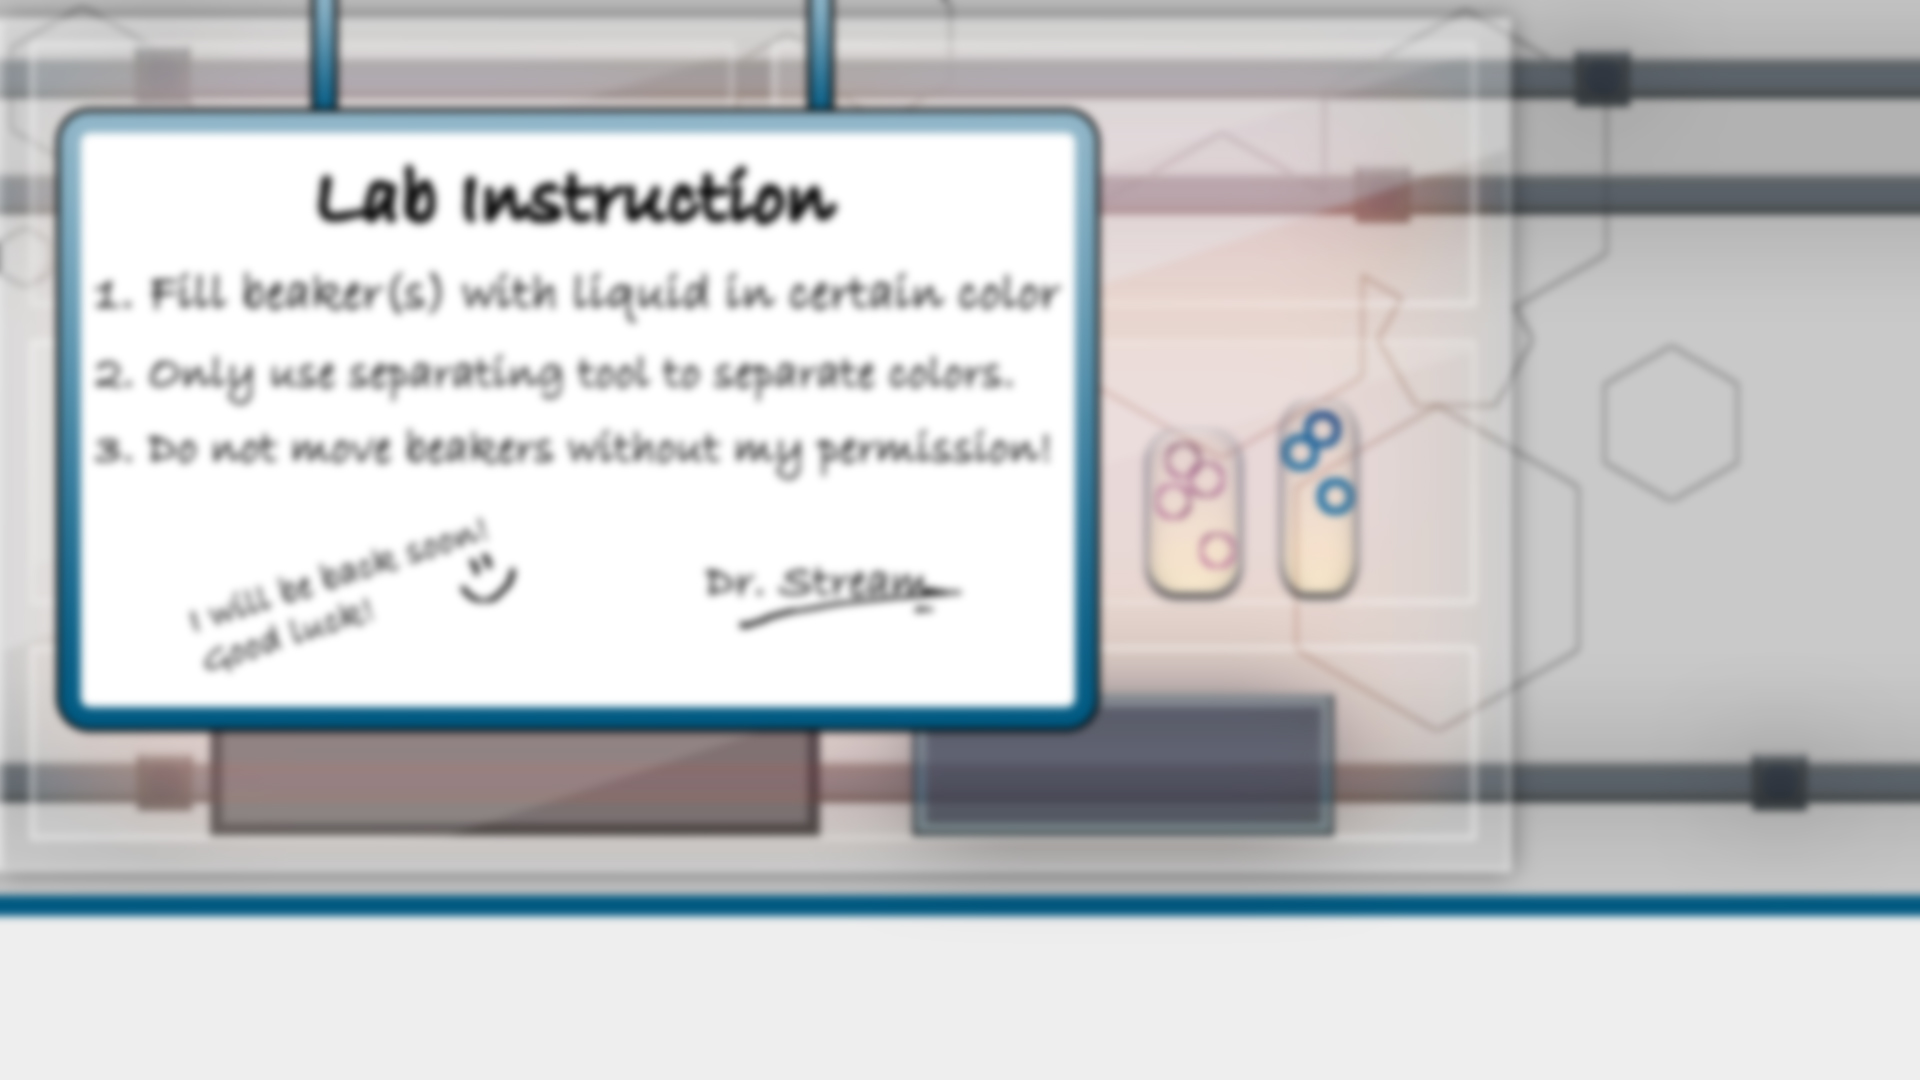 Lab Instruction
1. Fill beaker(s) with liquid in certain color
2. Only use separating tool to separate colors.
3. Do not move beakers without my permission!
I will be back soon!
Good luck!
Dr. Stream